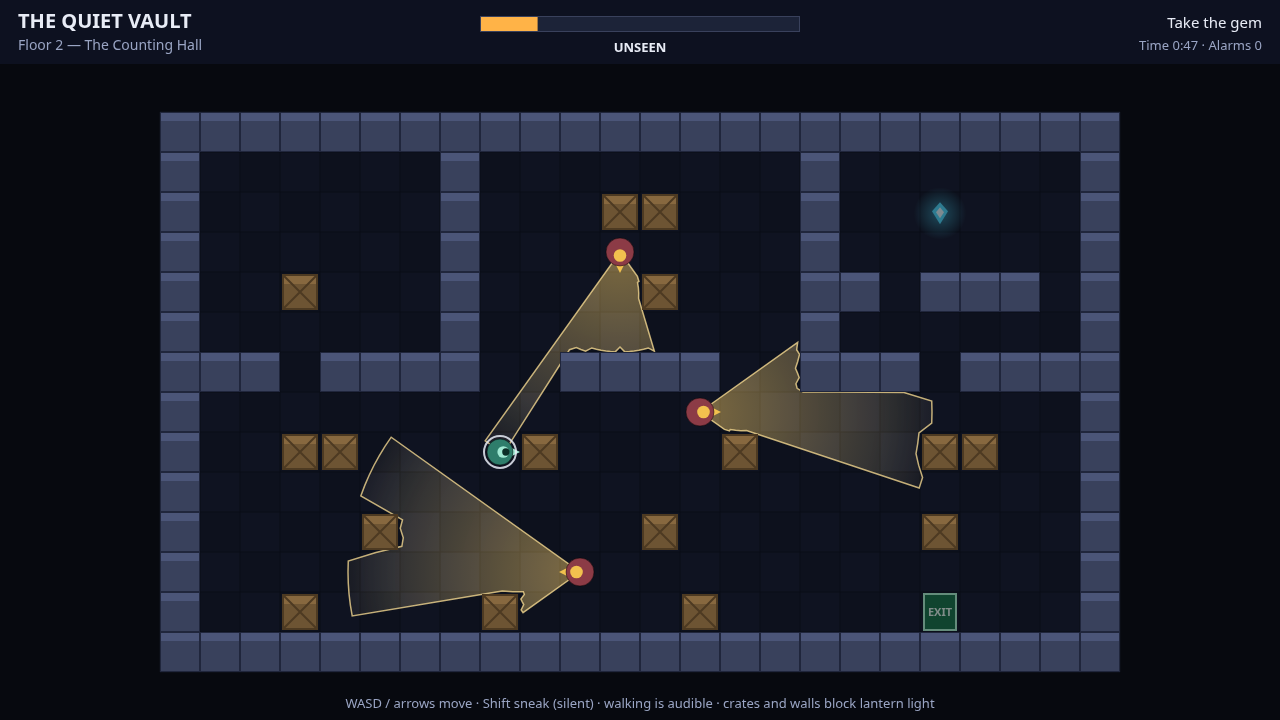 THE QUIET VAULT
Floor 2 — The Counting Hall
UNSEEN
Take the gem
Time 0:47 · Alarms 0
EXIT
WASD / arrows move · Shift sneak (silent) · walking is audible · crates and walls block lantern light